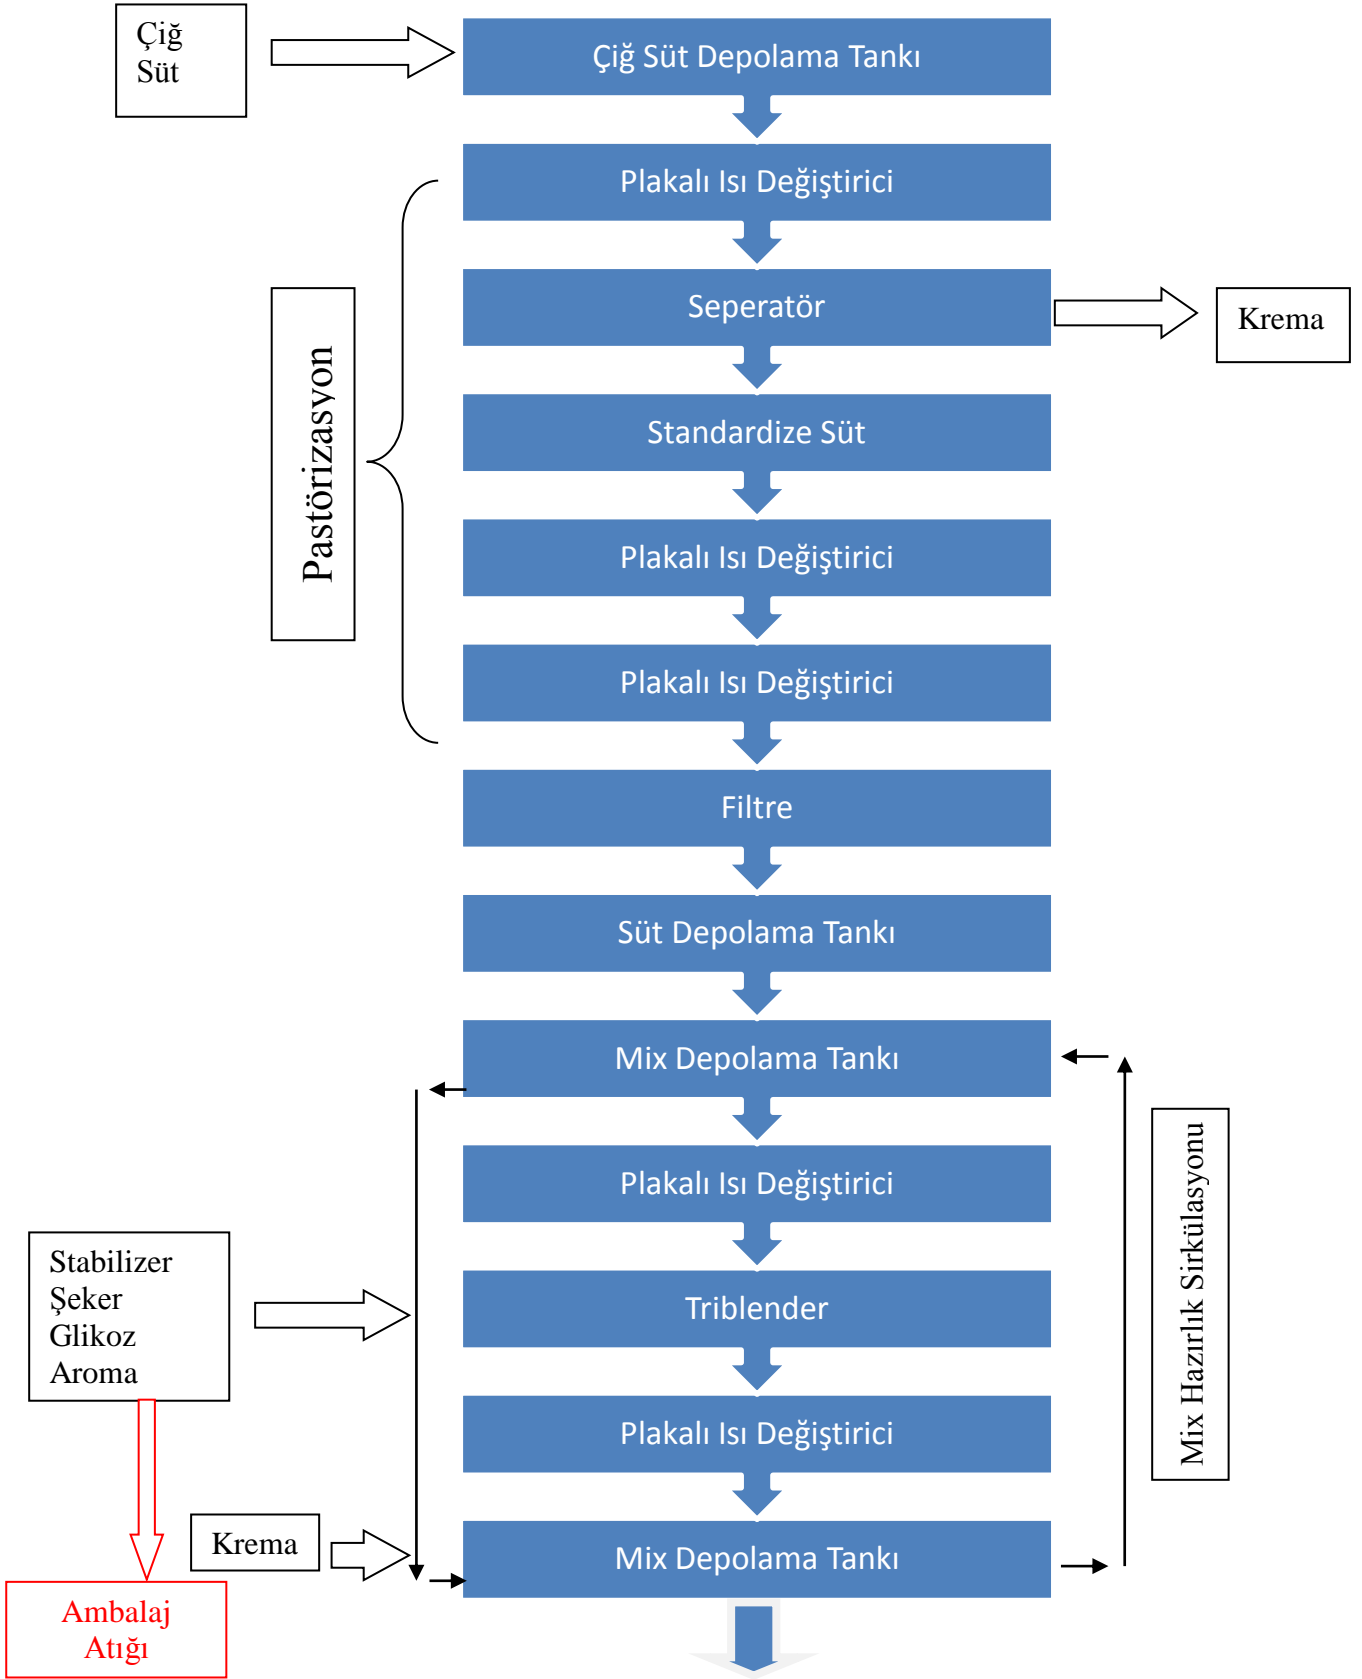 Çiğ
Süt
Çiğ Süt Depolama Tankı
Plakalı Isı Değiştirici
Seperatör
Krema
Pastörizasyon
Standardize Süt
Plakalı Isı Değiştirici
Plakalı Isı Değiştirici
Filtre
Süt Depolama Tankı
Mix Depolama Tankı
Mix Hazırlık Sirkülasyonu
Plakalı Isı Değiştirici
Stabilizer
Şeker
Glikoz
Aroma
Triblender
Plakalı Isı Değiştirici
Krema
Mix Depolama Tankı
Ambalaj
Atığı